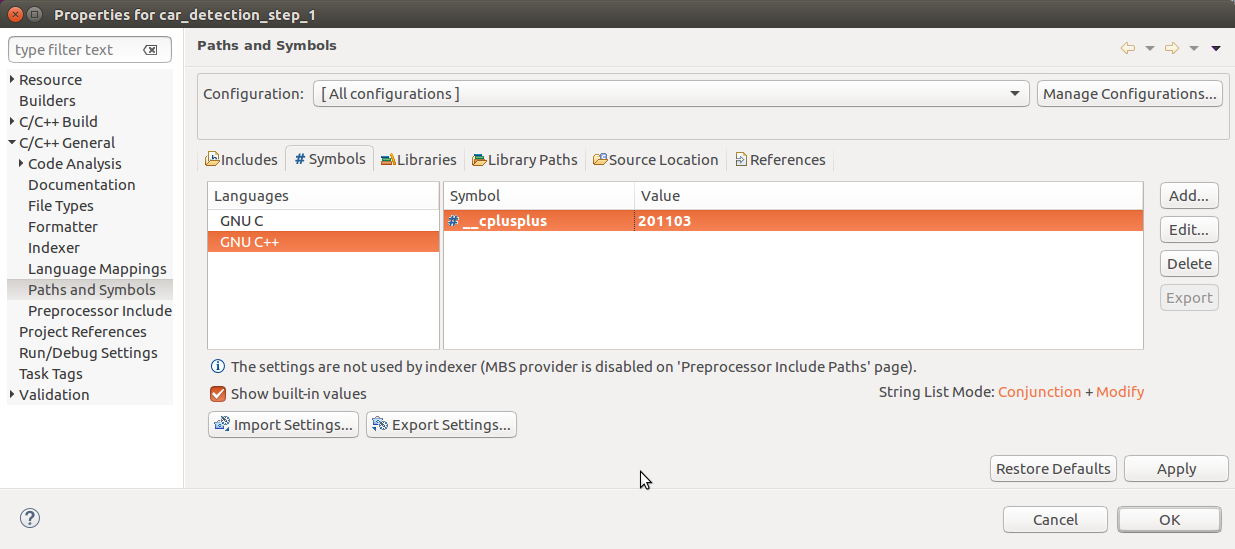 Properties for car_detection_step_1
type filter text
Resource
Builders
C/C++ Build
C/C++ General
Code Analysis
Documentation
File Types
Formatter
Indexer
Language Mappings
Paths and Symbols
Preprocessor Include
Project References
Run/Debug Settings
Task Tags
Validation
Paths and Symbols
Configuration: [ All configurations ] Manage Configurations...
Includes # Symbols Libraries Library Paths Source Location References
Languages Symbol Value Add...
GNU C # __cplusplus 201103
GNU C++ Edit...
Delete
Export
The settings are not used by indexer (MBS provider is disabled on 'Preprocessor Include Paths' page).
Show built-in values String List Mode: Conjunction + Modify
Import Settings... Export Settings...
Restore Defaults Apply
? Cancel OK